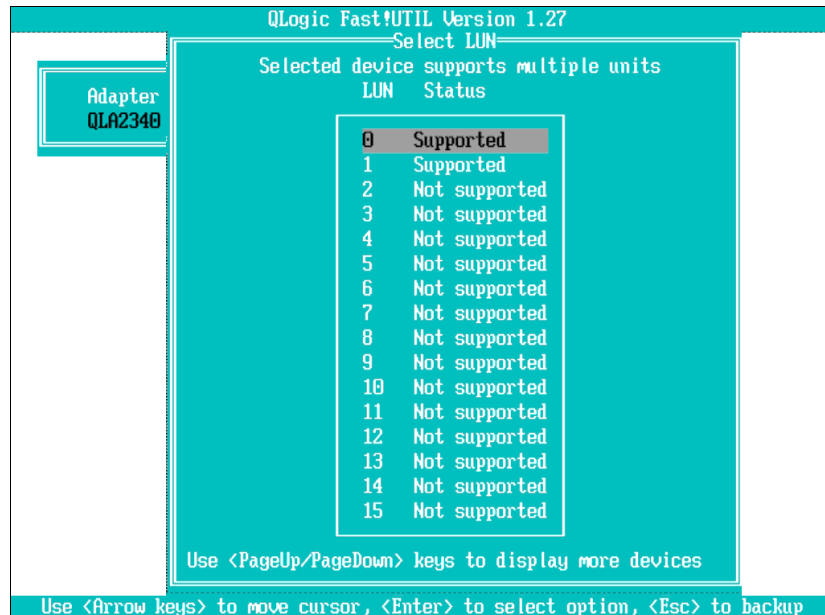 QLogic Fast!UTIL Version 1.27
Select LUN
Selected device supports multiple units
Adapter
QLA2340
LUN Status
0 Supported
1 Supported
2 Not supported
3 Not supported
4 Not supported
5 Not supported
6 Not supported
7 Not supported
8 Not supported
9 Not supported
10 Not supported
11 Not supported
12 Not supported
13 Not supported
14 Not supported
15 Not supported
Use <PageUp/PageDown> keys to display more devices
Use <Arrow keys> to move cursor, <Enter> to select option, <Esc> to backup